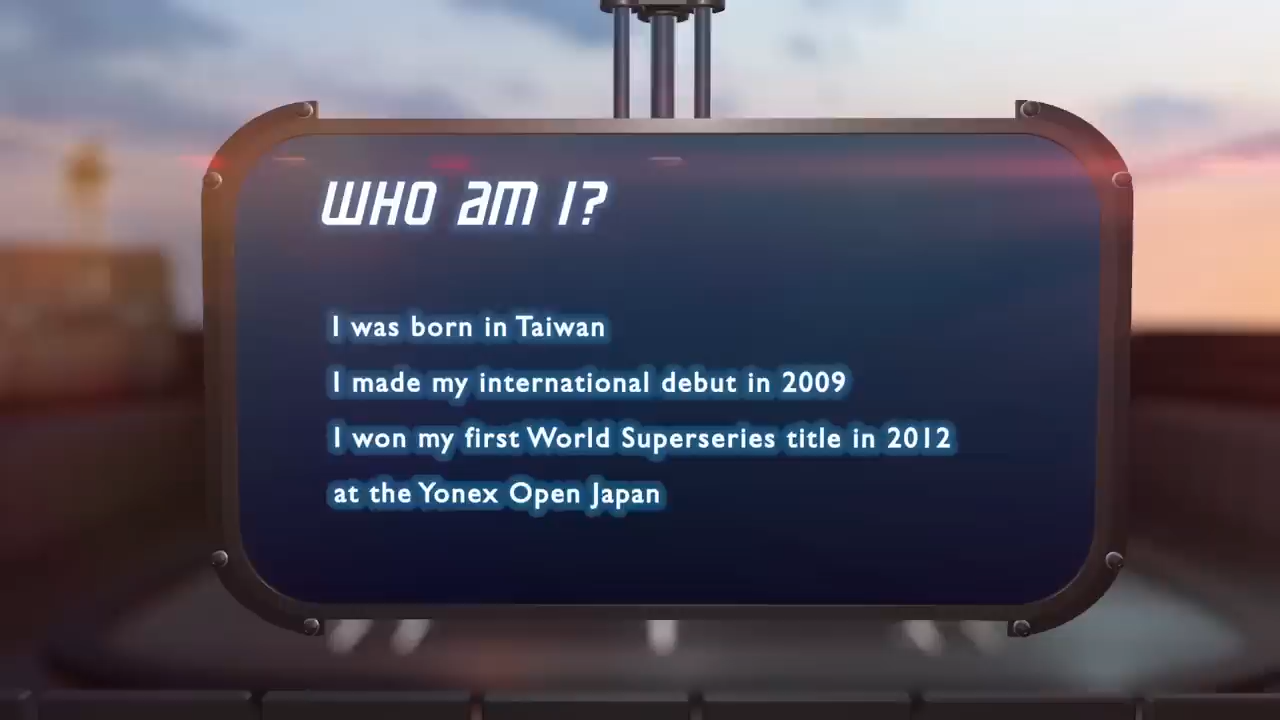 WHO AM I?
I was born in Taiwan
I made my international debut in 2009
I won my first World Superseries title in 2012
at the Yonex Open Japan